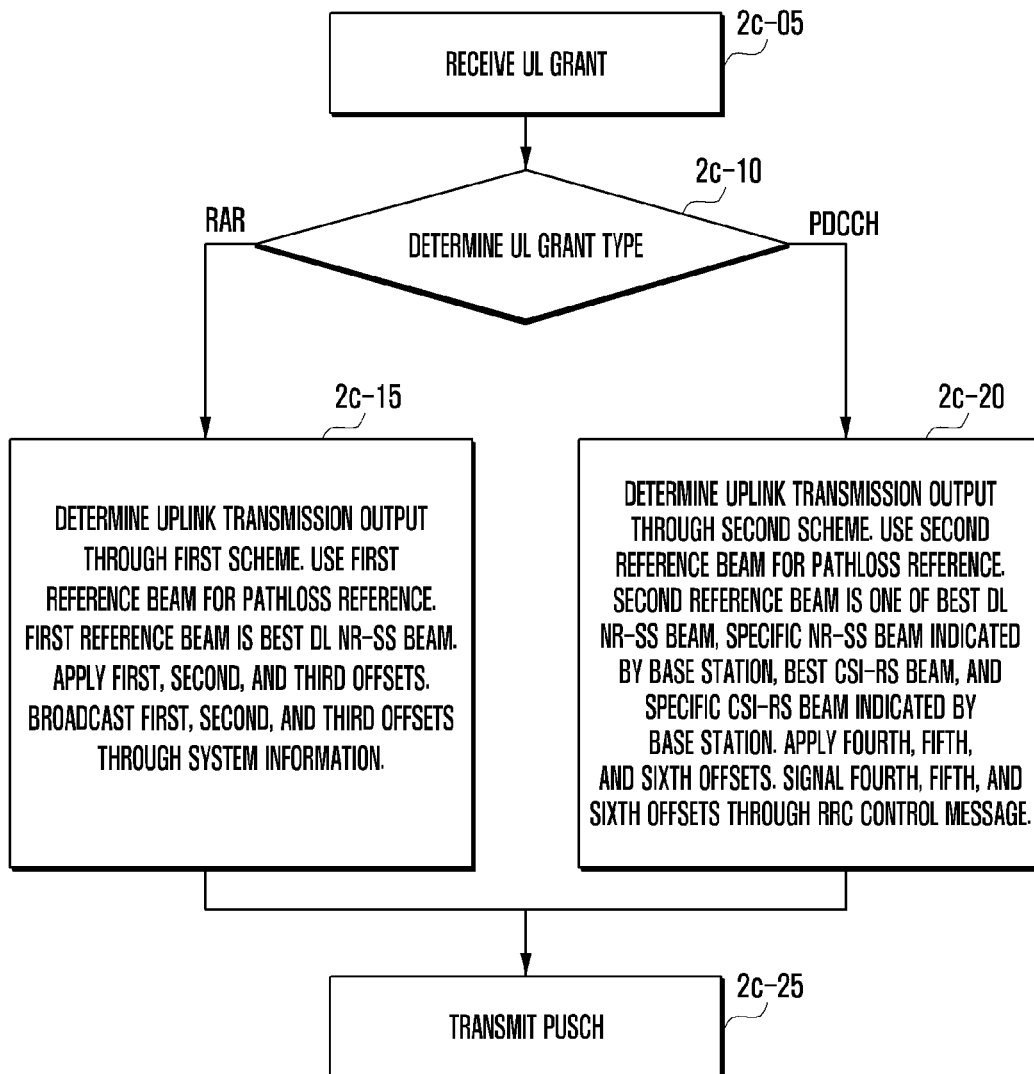 2c-05
RECEIVE UL GRANT
2c-10
RAR
PDCCH
DETERMINE UL GRANT TYPE
2c-15
DETERMINE UPLINK TRANSMISSION OUTPUT
THROUGH FIRST SCHEME. USE FIRST
REFERENCE BEAM FOR PATHLOSS REFERENCE.
FIRST REFERENCE BEAM IS BEST DL NR-SS BEAM.
APPLY FIRST, SECOND, AND THIRD OFFSETS.
BROADCAST FIRST, SECOND, AND THIRD OFFSETS
THROUGH SYSTEM INFORMATION.
2c-20
DETERMINE UPLINK TRANSMISSION OUTPUT
THROUGH SECOND SCHEME. USE SECOND
REFERENCE BEAM FOR PATHLOSS REFERENCE.
SECOND REFERENCE BEAM IS ONE OF BEST DL
NR-SS BEAM, SPECIFIC NR-SS BEAM INDICATED
BY BASE STATION, BEST CSI-RS BEAM, AND
SPECIFIC CSI-RS BEAM INDICATED BY
BASE STATION. APPLY FOURTH, FIFTH,
AND SIXTH OFFSETS. SIGNAL FOURTH, FIFTH, AND
SIXTH OFFSETS THROUGH RRC CONTROL MESSAGE.
2c-25
TRANSMIT PUSCH